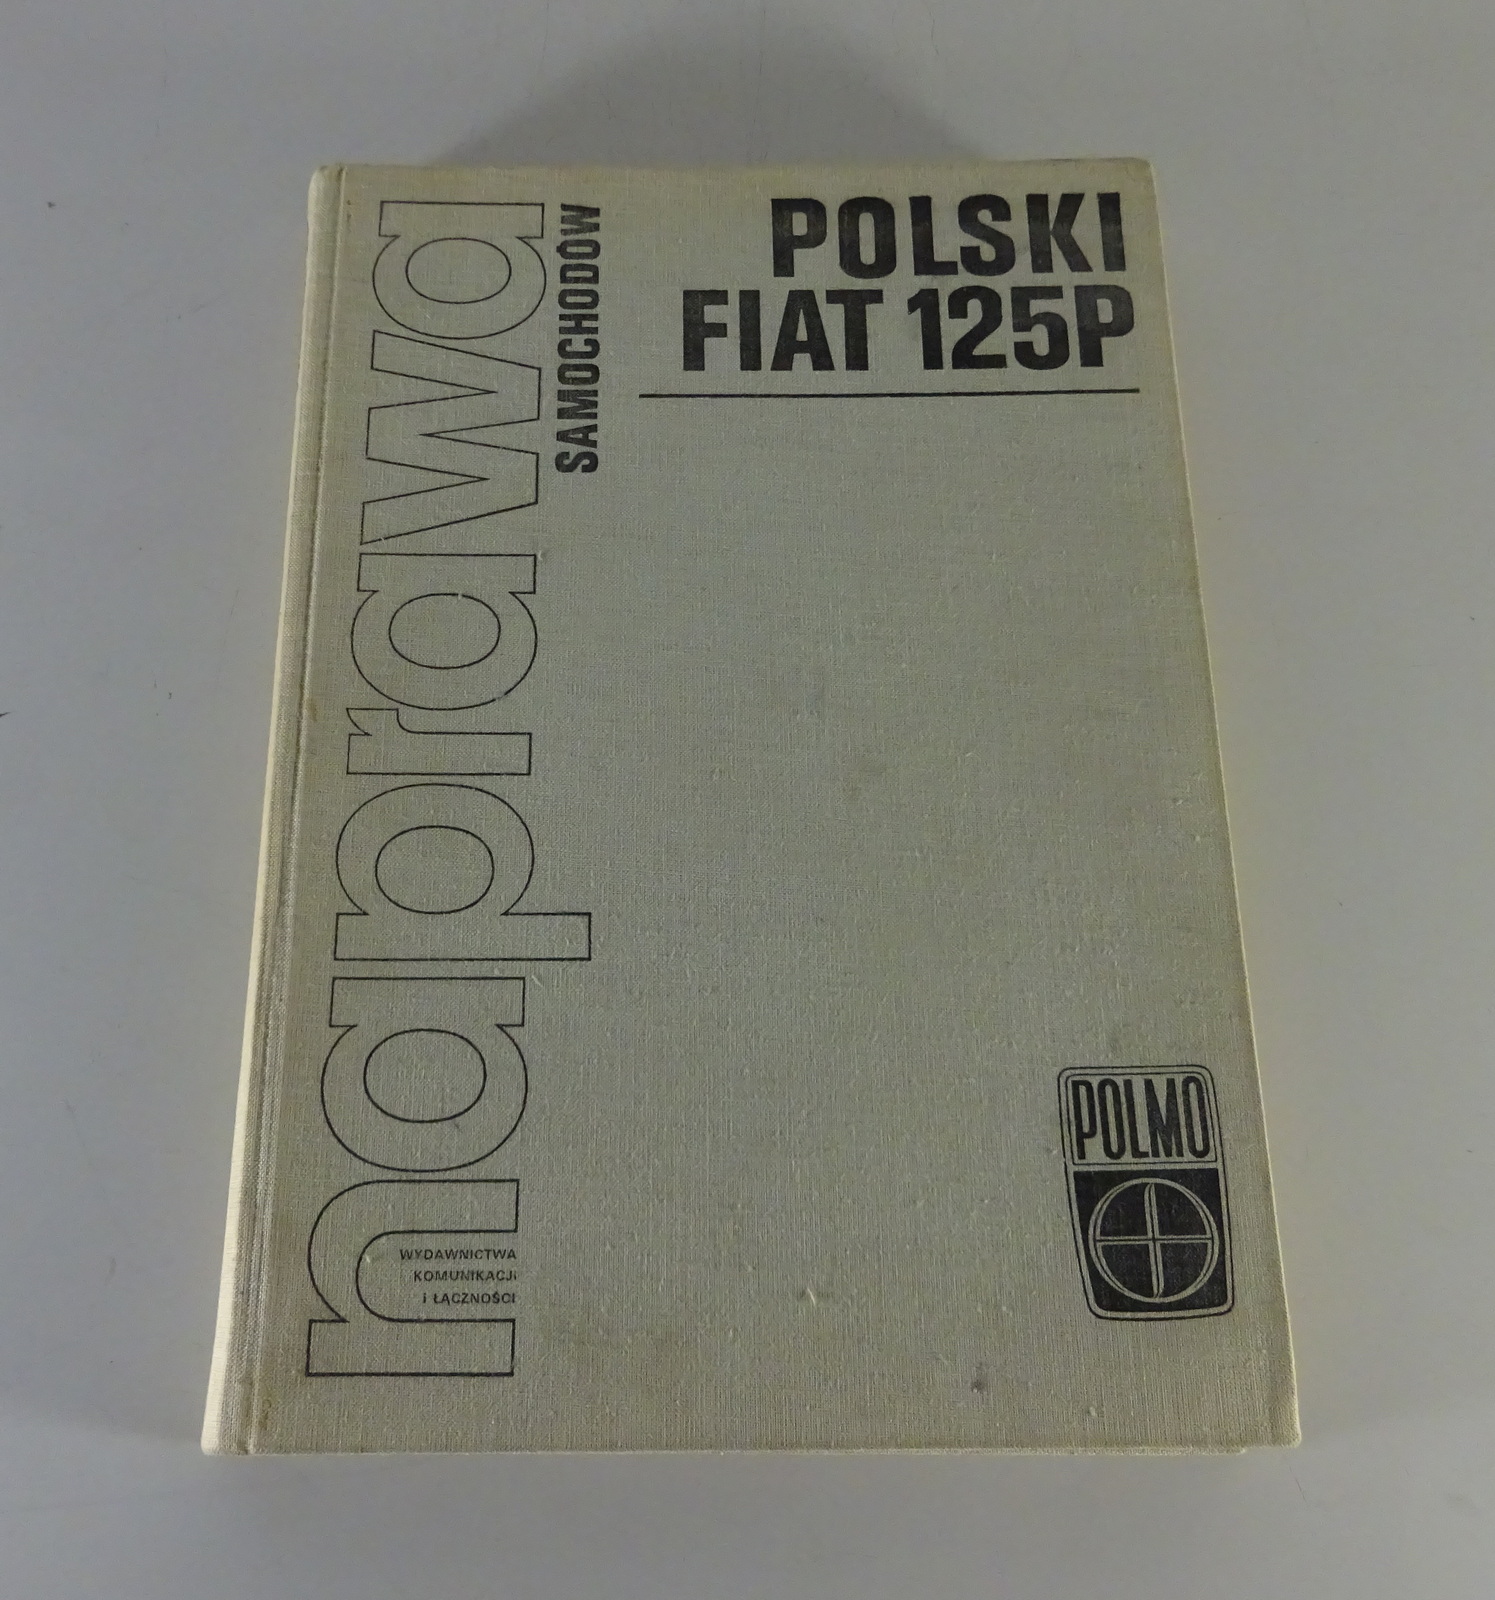 naprawa
SAMOCHODÓW
POLSKI
FIAT 125P
WYDAWNICTWA
KOMUNIKACJI
i ŁĄCZNOŚCI
POLMO